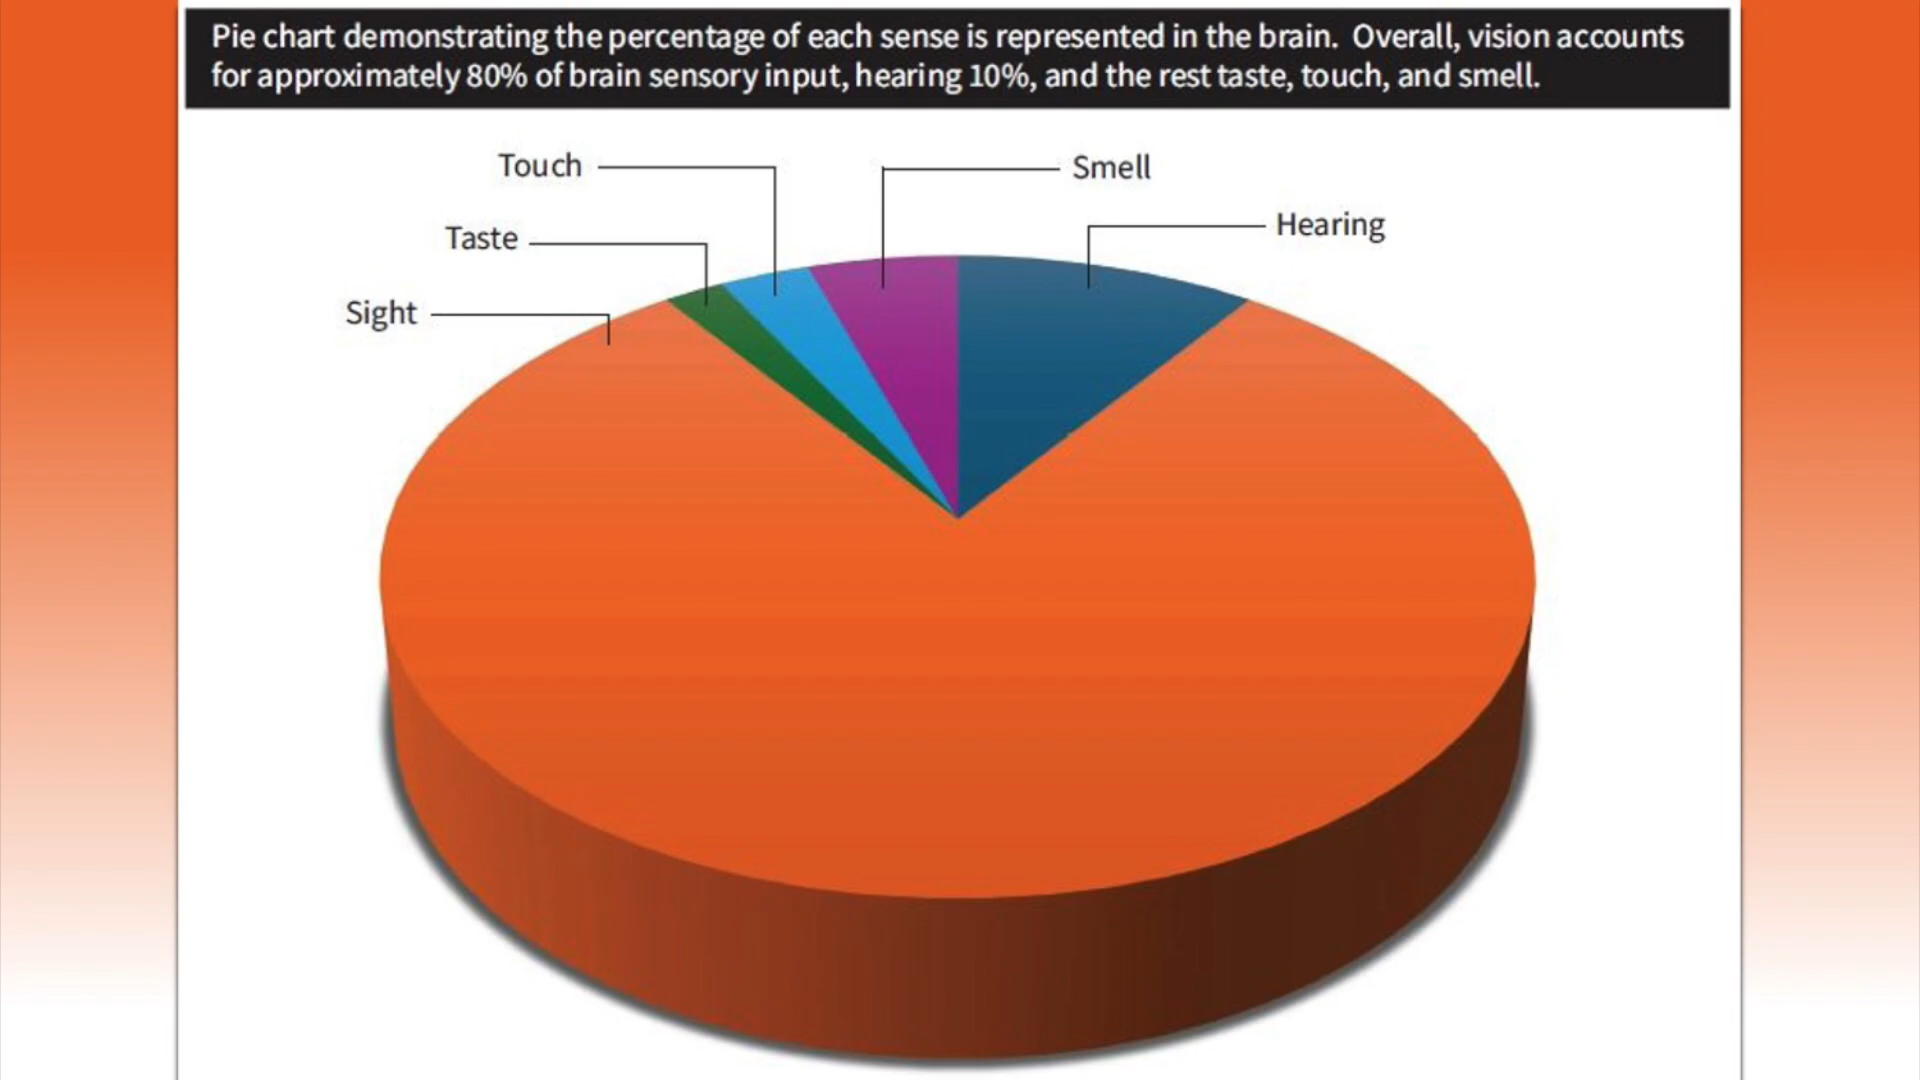 Pie chart demonstrating the percentage of each sense is represented in the brain. Overall, vision accounts
for approximately 80% of brain sensory input, hearing 10%, and the rest taste, touch, and smell.
Touch
Smell
Hearing
Taste
Sight